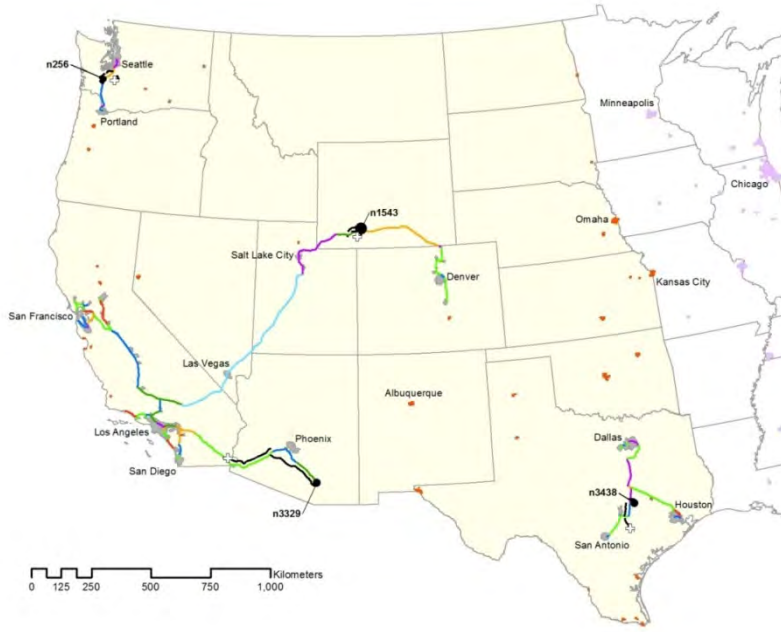 n256
Seattle
Portland
Minneapolis
Chicago
n1543
Omaha
Salt Lake City
Denver
Kansas City
San Francisco
Las Vegas
Albuquerque
Los Angeles
Phoenix
Dallas
San Diego
n3329
n3438
Houston
San Antonio
Kilometers
0 125 250 500 750 1,000